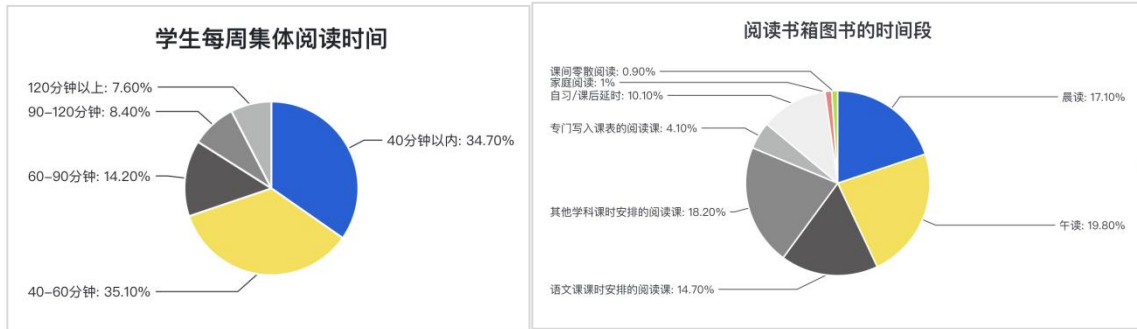 学生每周集体阅读时间
120分钟以上: 7.60%
90-120分钟: 8.40%
40分钟以内: 34.70%
60-90分钟: 14.20%
40-60分钟: 35.10%
阅读书箱图书的时间段
课间零散阅读: 0.90%
家庭阅读: 1%
自习/课后延时: 10.10%
晨读: 17.10%
专门写入课表的阅读课: 4.10%
其他学科课时安排的阅读课: 18.20%
午读: 19.80%
语文课课时安排的阅读课: 14.70%